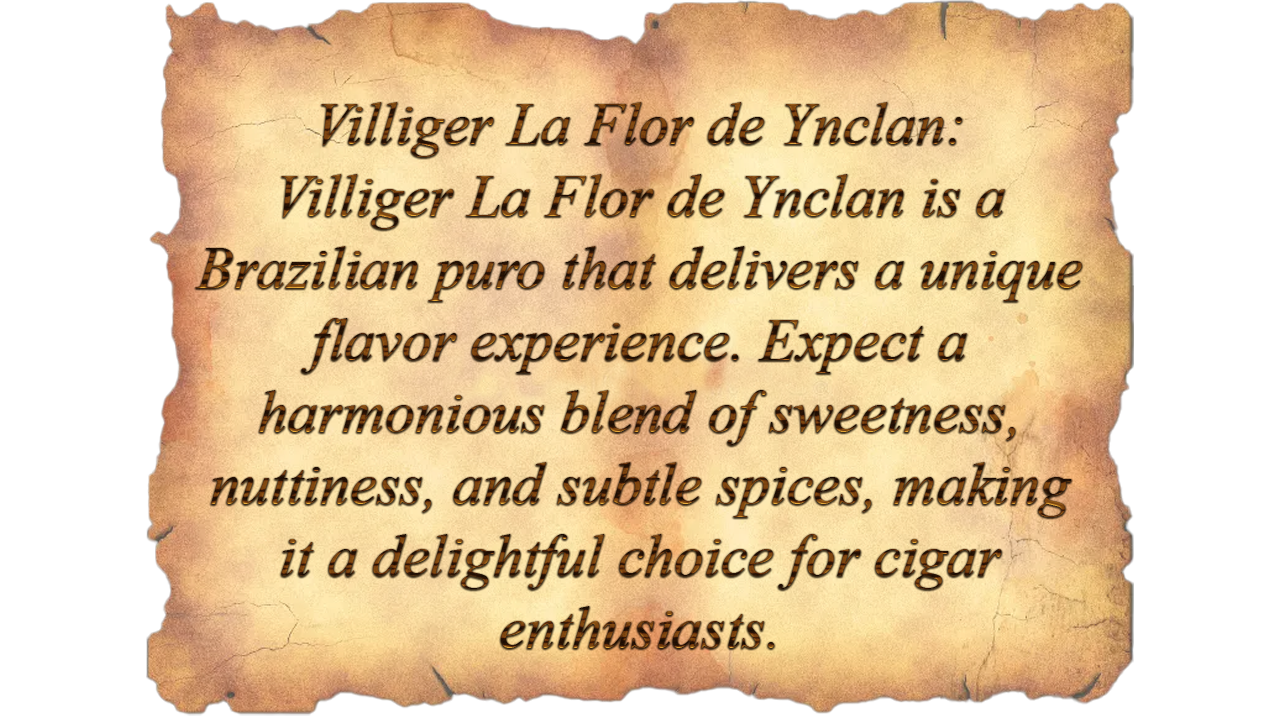 Villiger La Flor de Ynclan:
Villiger La Flor de Ynclan is a
Brazilian puro that delivers a unique
flavor experience. Expect a
harmonious blend of sweetness,
nuttiness, and subtle spices, making
it a delightful choice for cigar
enthusiasts.